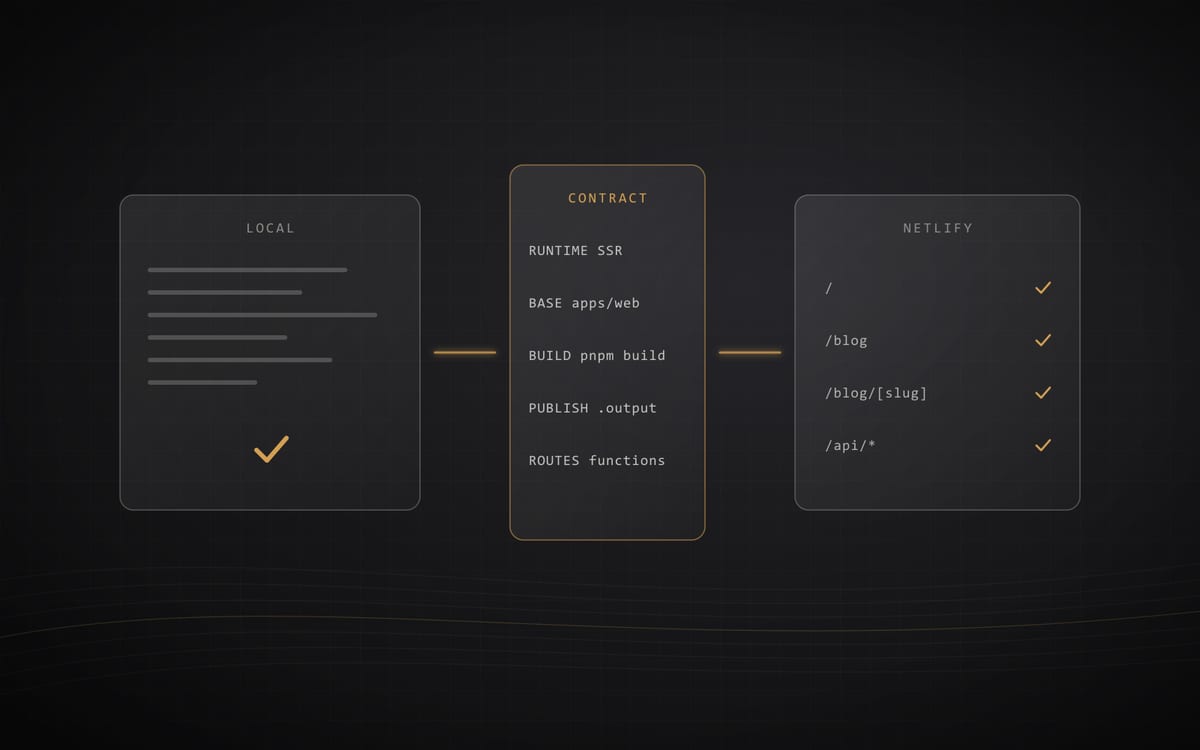 LOCAL
CONTRACT
RUNTIME SSR
BASE apps/web
BUILD pnpm build
PUBLISH .output
ROUTES functions
NETLIFY
/
/blog
/blog/[slug]
/api/*